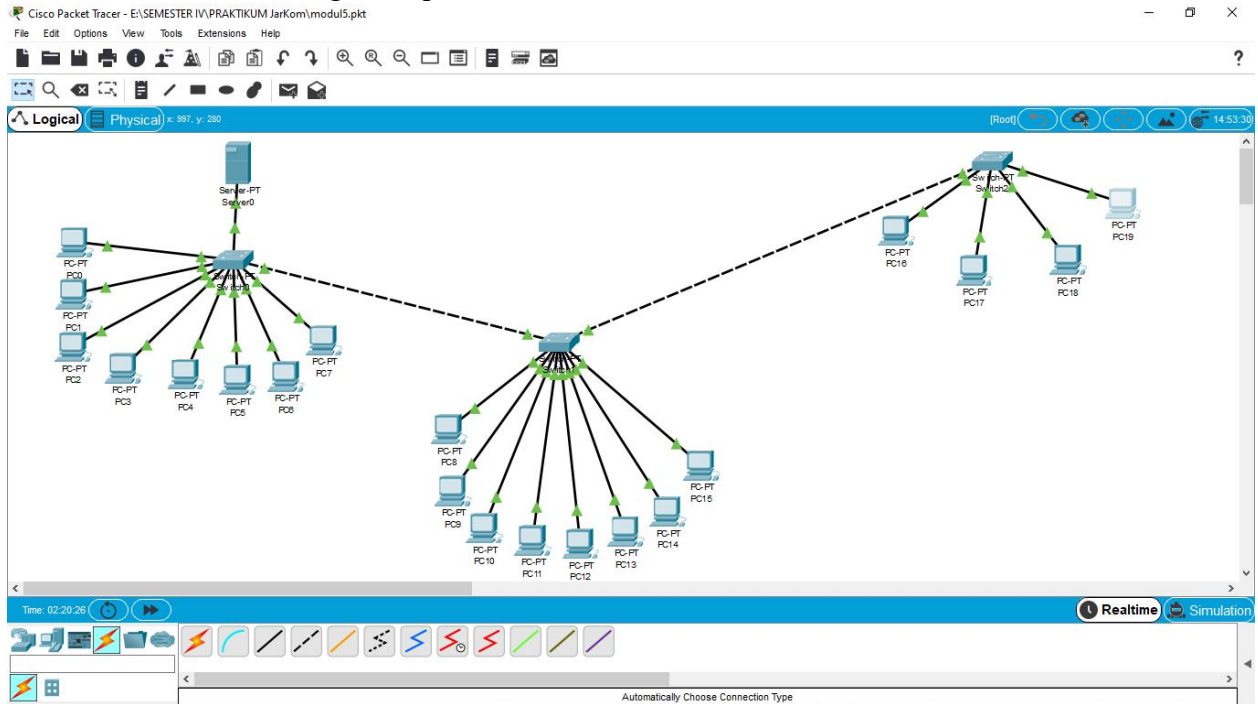 Cisco Packet Tracer - E:\SEMESTER IV\PRAKTIKUM JarKom\modul5.pkt
File Edit Options View Tools Extensions Help
?
Logical Physical x: 997, y: 280 [Root] 14:53:30
Server-PT
Server0
PC-PT
PC0
PC-PT
PC1
PC-PT
PC2
PC-PT
PC3
PC-PT
PC4
PC-PT
PC5
PC-PT
PC6
PC-PT
PC7
Switch-PT
Switch0
PC-PT
PC8
PC-PT
PC9
PC-PT
PC10
PC-PT
PC11
PC-PT
PC12
PC-PT
PC13
PC-PT
PC14
PC-PT
PC15
Switch-PT
Switch2
PC-PT
PC16
PC-PT
PC17
PC-PT
PC18
PC-PT
PC19
Time: 02:20:26 Realtime Simulation
Automatically Choose Connection Type